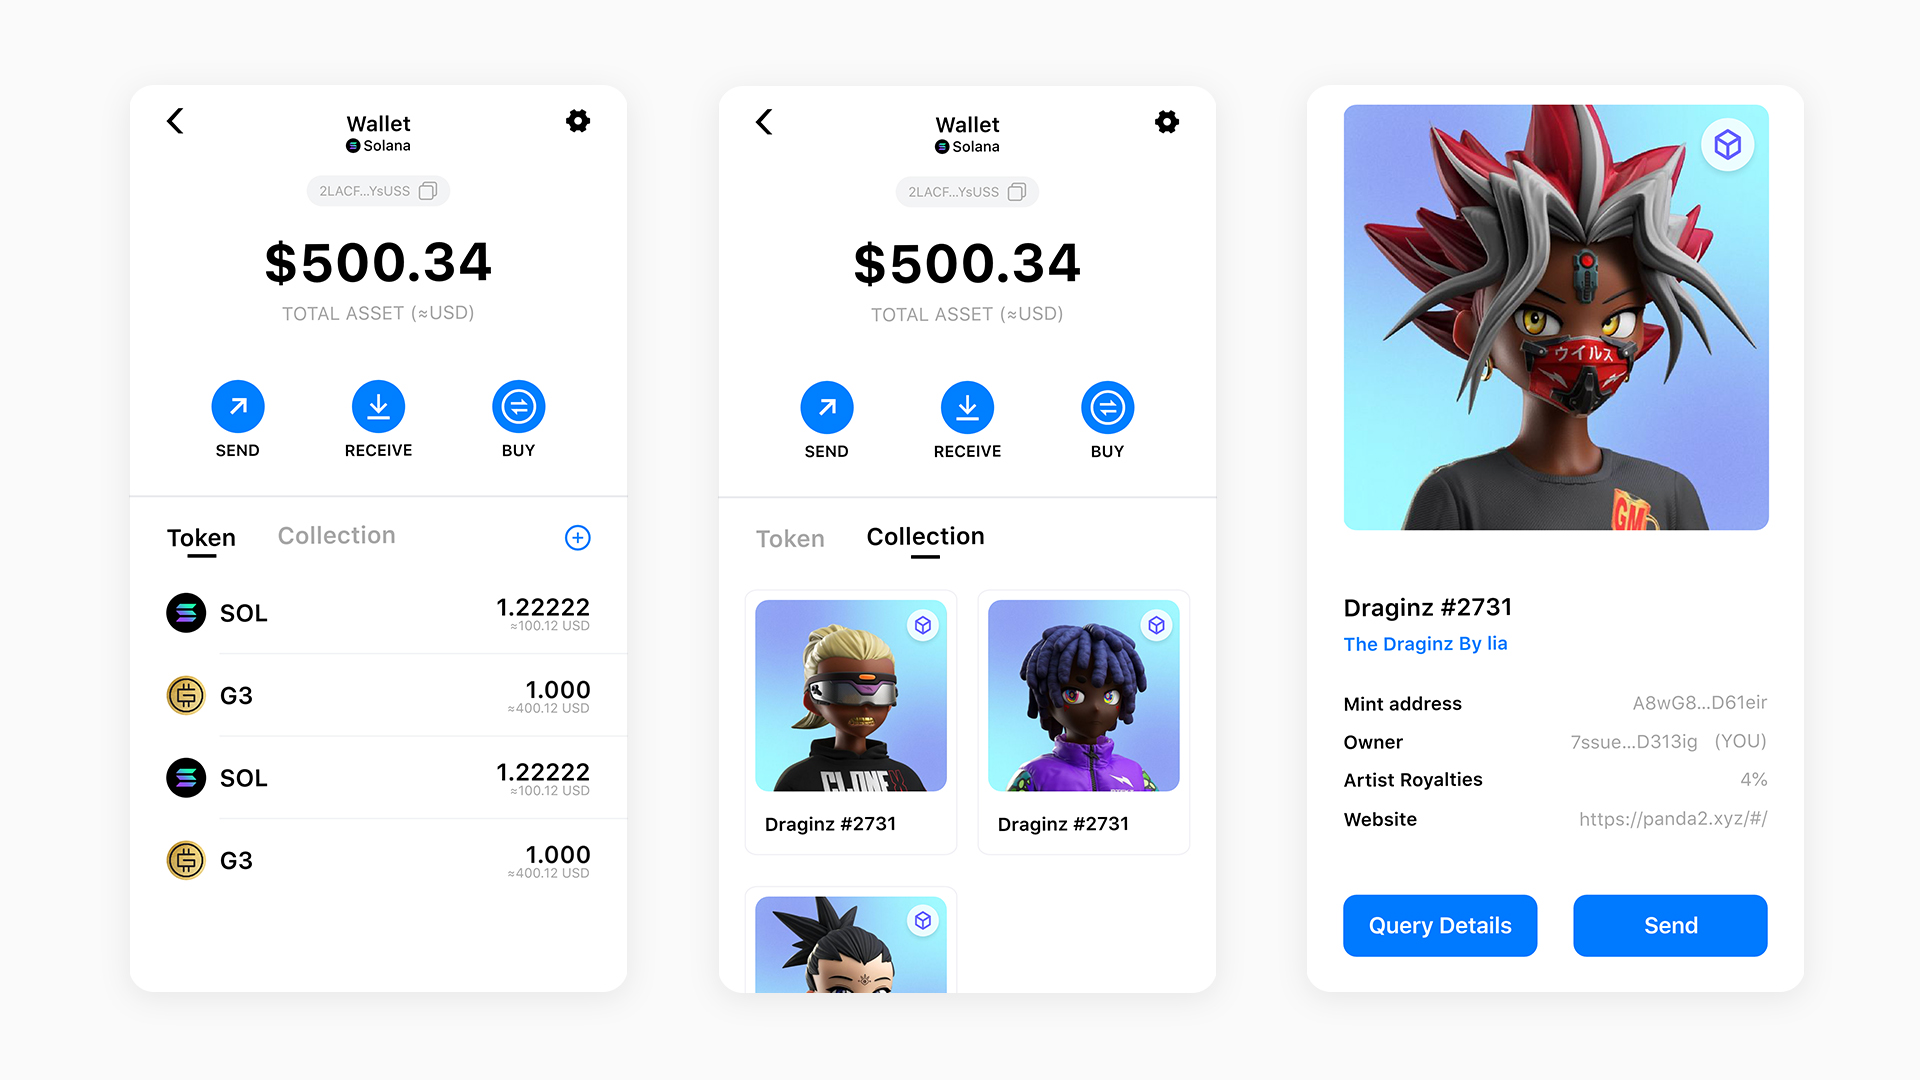 Wallet
Solana
2LACF...YsUSS
$500.34
TOTAL ASSET (≈USD)
SEND
RECEIVE
BUY
Token
Collection
SOL
1.22222
≈100.12 USD
G3
1.000
≈400.12 USD
SOL
1.22222
≈100.12 USD
G3
1.000
≈400.12 USD
Wallet
Solana
2LACF...YsUSS
$500.34
TOTAL ASSET (≈USD)
SEND
RECEIVE
BUY
Token
Collection
CLONEX
Draginz #2731
Draginz #2731
ウイルス
GM
Draginz #2731
The Draginz By lia
Mint address
A8wG8...D61eir
Owner
7ssue...D313ig (YOU)
Artist Royalties
4%
Website
https://panda2.xyz/#/
Query Details
Send